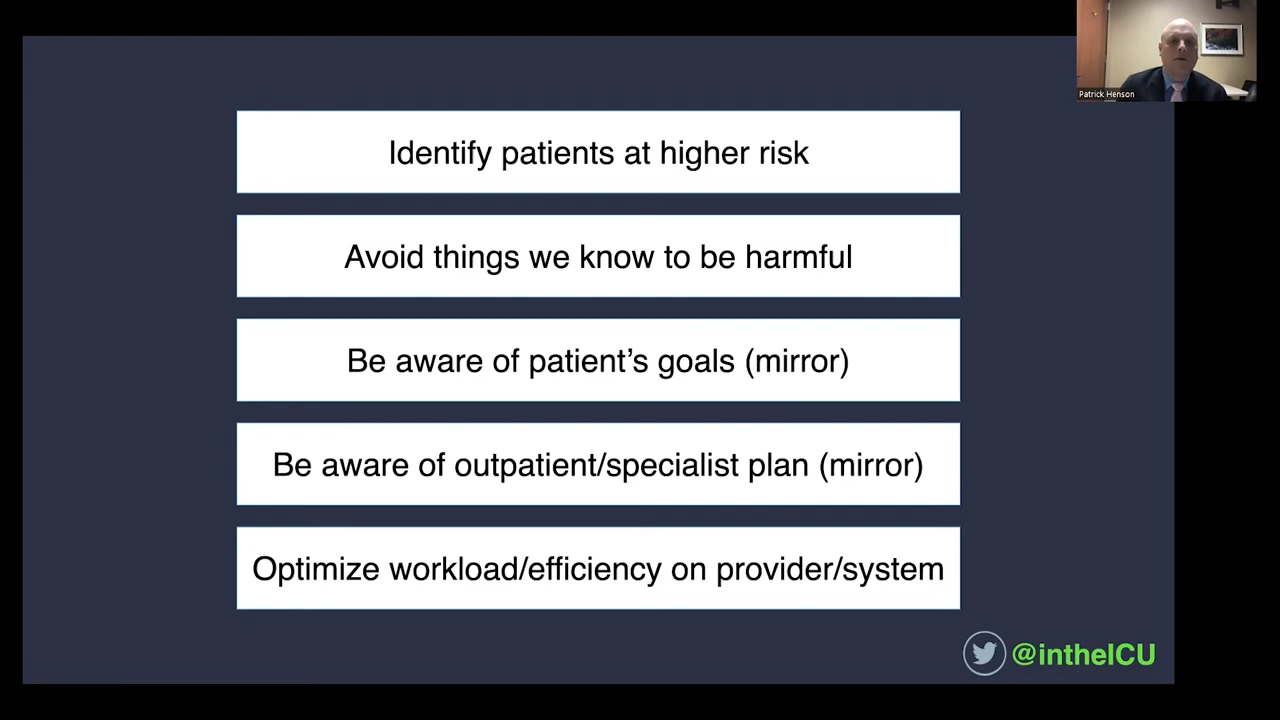 Patrick Henson
Identify patients at higher risk
Avoid things we know to be harmful
Be aware of patient’s goals (mirror)
Be aware of outpatient/specialist plan (mirror)
Optimize workload/efficiency on provider/system
@intheICU